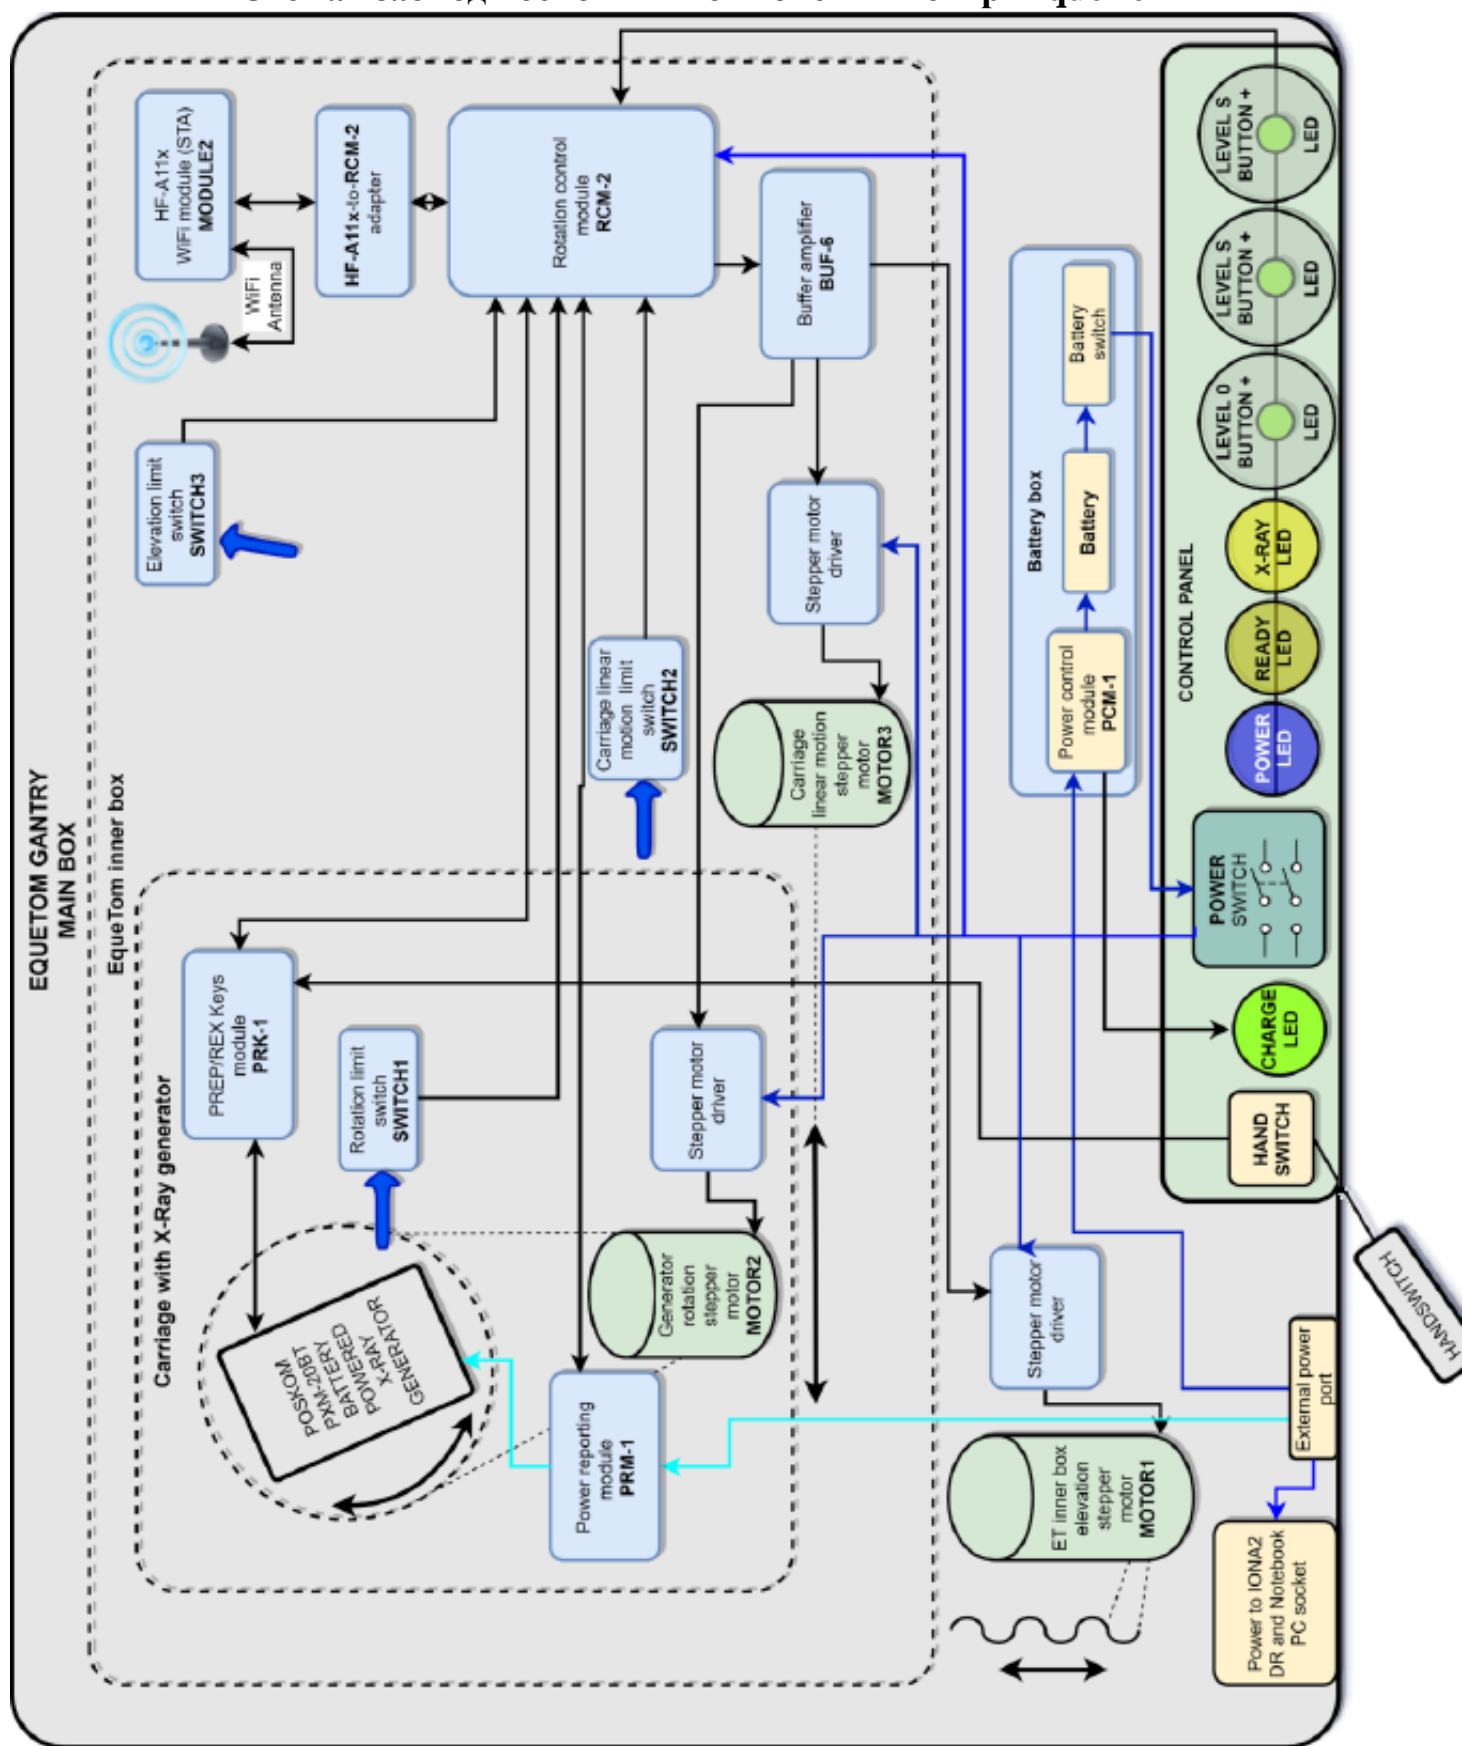 EQUETOM GANTRY
MAIN BOX
EqueTom inner box
Carriage with X-Ray generator
POSKOM
PXM-20BT
BATTERY
POWERED
X-RAY
GENERATOR
PREP/REX Keys
module
PRK-1
Rotation limit
switch
SWITCH1
Power reporting
module
PRM-1
Generator
rotation
stepper
motor
MOTOR2
Stepper motor
driver
Elevation limit
switch
SWITCH3
HF-A11x
WiFi module (STA)
MODULE2
WiFi
Antenna
HF-A11x-to-RCM-2
adapter
Rotation control
module
RCM-2
Carriage linear
motion limit
switch
SWITCH2
Carriage
linear motion
stepper
motor
MOTOR3
Stepper motor
driver
Buffer amplifier
BUF-6
ET inner box
elevation
stepper
motor
MOTOR1
Stepper motor
driver
Battery box
Power control
module
PCM-1
Battery
Battery
switch
CONTROL PANEL
HAND
SWITCH
CHARGE
LED
POWER
SWITCH
POWER
LED
READY
LED
X-RAY
LED
LEVEL 0
BUTTON +
LED
LEVEL S
BUTTON +
LED
LEVEL S
BUTTON +
LED
Power to IONA2
DR and Notebook
PC socket
External power
port
HANDSWITCH